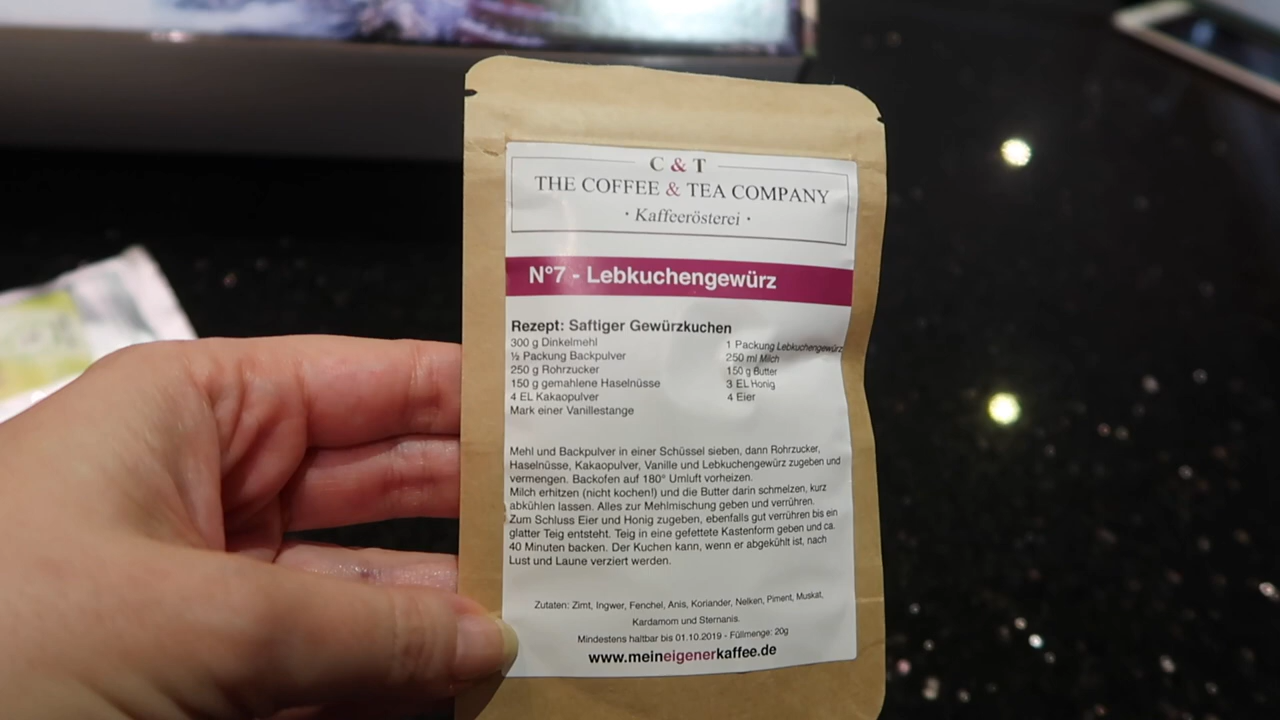 C & T
THE COFFEE & TEA COMPANY
· Kaffeerösterei ·
N°7 - Lebkuchengewürz
Rezept: Saftiger Gewürzkuchen
300 g Dinkelmehl
½ Packung Backpulver
250 g Rohrzucker
150 g gemahlene Haselnüsse
4 EL Kakaopulver
Mark einer Vanillestange
1 Packung Lebkuchengewürz
250 ml Milch
150 g Butter
3 EL Honig
4 Eier
Mehl und Backpulver in einer Schüssel sieben, dann Rohrzucker,
Haselnüsse, Kakaopulver, Vanille und Lebkuchengewürz zugeben und
vermengen. Backofen auf 180° Umluft vorheizen.
Milch erhitzen (nicht kochen!) und die Butter darin schmelzen, kurz
abkühlen lassen. Alles zur Mehlmischung geben und verrühren.
Zum Schluss Eier und Honig zugeben, ebenfalls gut verrühren bis ein
glatter Teig entsteht. Teig in eine gefettete Kastenform geben und ca.
40 Minuten backen. Der Kuchen kann, wenn er abgekühlt ist, nach
Lust und Laune verziert werden.
Zutaten: Zimt, Ingwer, Fenchel, Anis, Koriander, Nelken, Piment, Muskat,
Kardamom und Sternanis.
Mindestens haltbar bis 01.10.2019 - Füllmenge: 20g
www.meineigenerkaffee.de